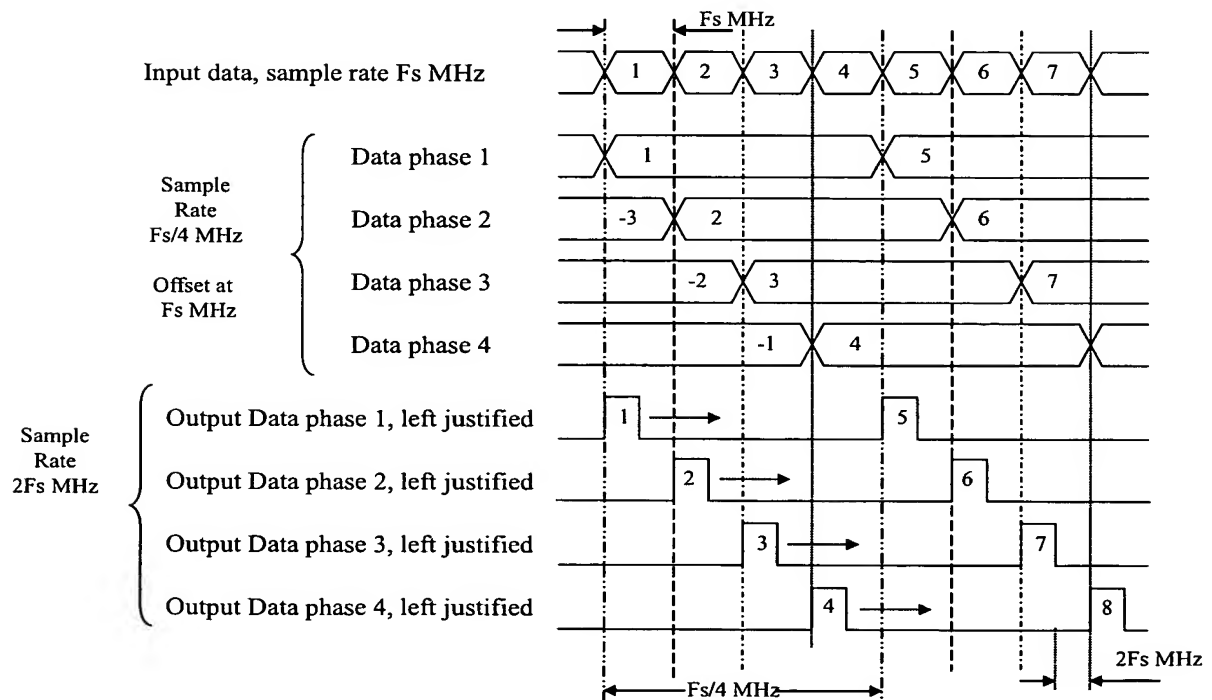 Fs MHz
Input data, sample rate Fs MHz
1 2 3 4 5 6 7
Sample
Rate
Fs/4 MHz
Offset at
Fs MHz
Data phase 1
1 5
Data phase 2
-3 2 6
Data phase 3
-2 3 7
Data phase 4
-1 4
Sample
Rate
2Fs MHz
Output Data phase 1, left justified
1 5
Output Data phase 2, left justified
2 6
Output Data phase 3, left justified
3 7
Output Data phase 4, left justified
4 8
2Fs MHz
Fs/4 MHz